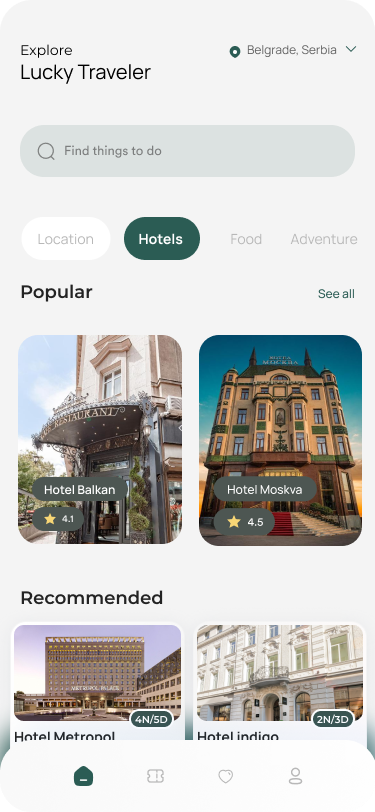 Explore
Lucky Traveler
Belgrade, Serbia
Find things to do
Location
Hotels
Food
Adventure
Popular
See all
RESTAURANT
Hotel Balkan
4.1
Hotel Moskva
4.5
Recommended
METROPOL PALACE
4N/5D
2N/3D
Hotel Metropol
Hotel indigo